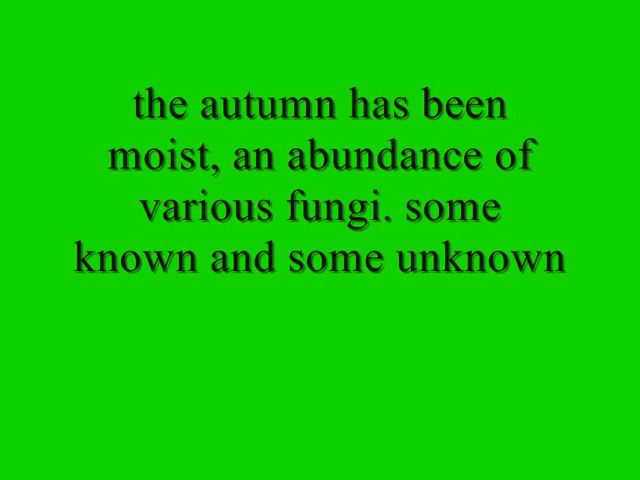 the autumn has been
moist, an abundance of
various fungi. some
known and some unknown